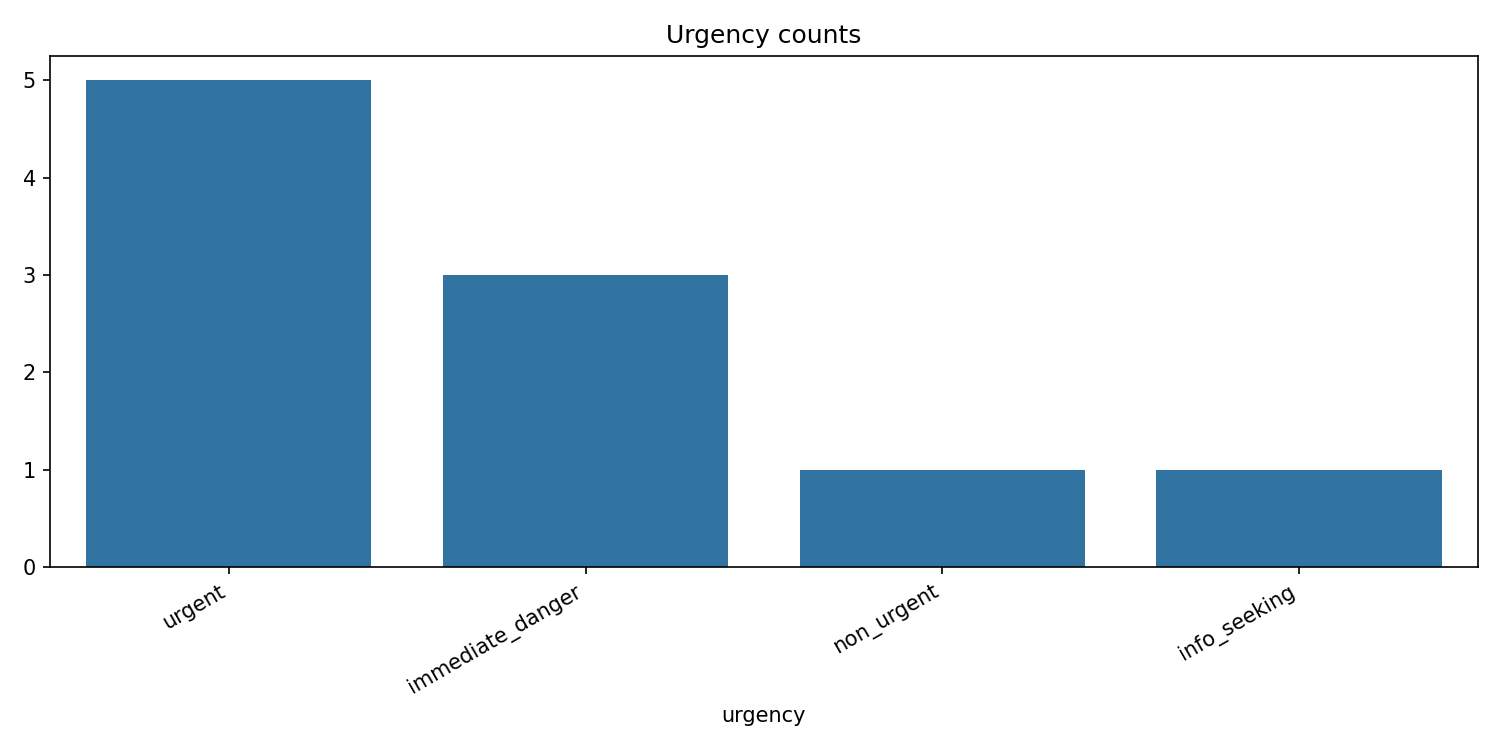 Urgency counts
5
4
3
2
1
0
urgent
immediate_danger
non_urgent
info_seeking
urgency